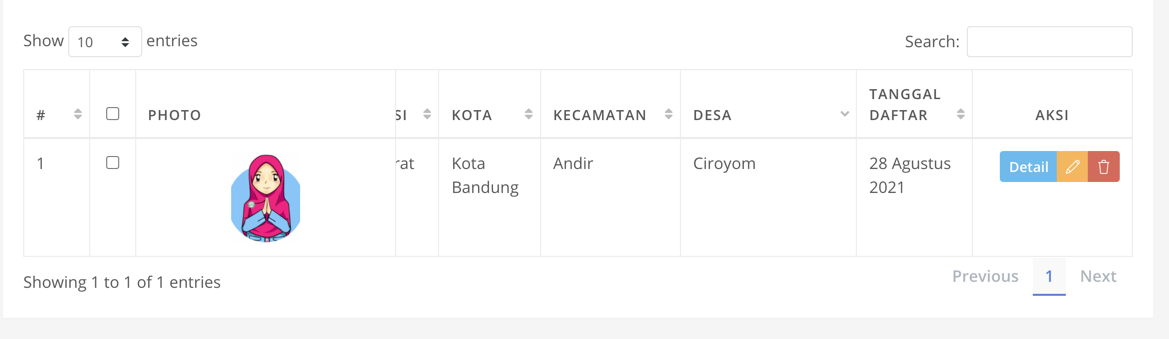 Show 10 entries
Search:
# PHOTO SI KOTA KECAMATAN DESA TANGGAL DAFTAR AKSI
1 rat Kota Bandung Andir Ciroyom 28 Agustus 2021 Detail
Showing 1 to 1 of 1 entries
Previous 1 Next